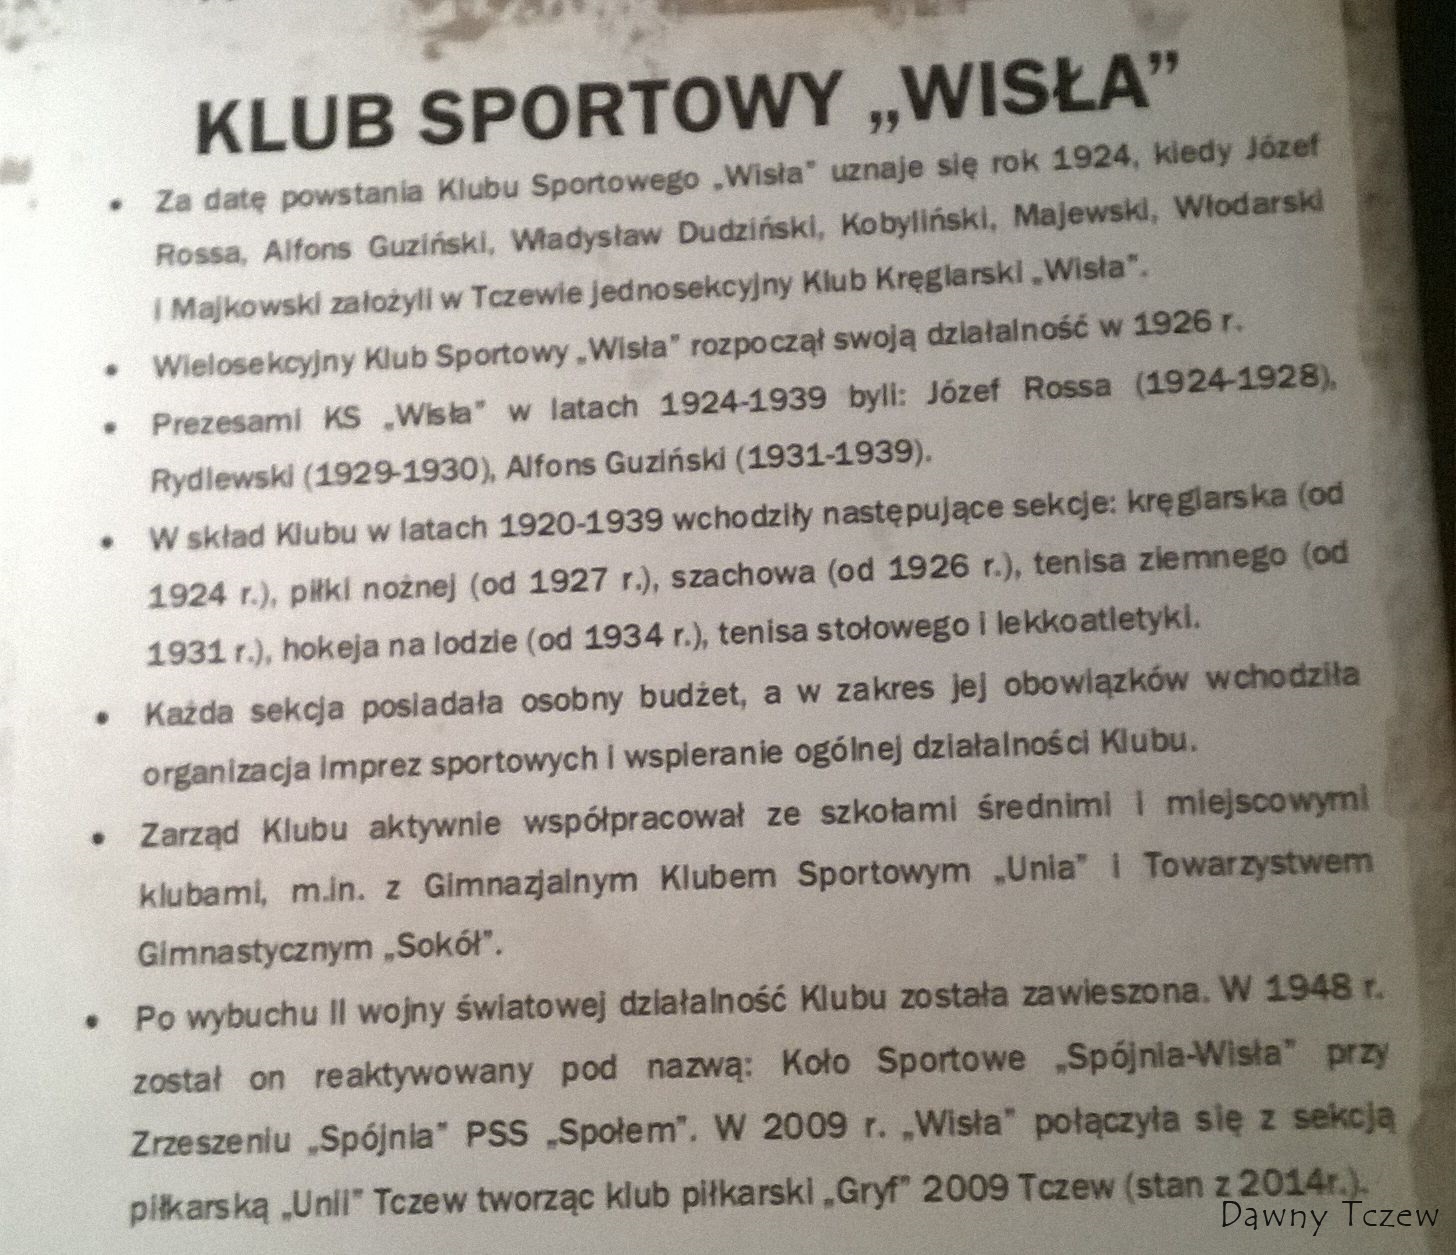 KLUB SPORTOWY „WISŁA”
• Za datę powstania Klubu Sportowego „Wisła” uznaje się rok 1924, kiedy Józef
Rossa, Alfons Guziński, Władysław Dudziński, Kobyliński, Majewski, Włodarski
i Majkowski założyli w Tczewie jednosekcyjny Klub Kręglarski „Wisła”.
• Wielosekcyjny Klub Sportowy „Wisła” rozpoczął swoją działalność w 1926 r.
• Prezesami KS „Wisła” w latach 1924-1939 byli: Józef Rossa (1924-1928),
Rydlewski (1929-1930), Alfons Guziński (1931-1939).
• W skład Klubu w latach 1920-1939 wchodziły następujące sekcje: kręglarska (od
1924 r.), piłki nożnej (od 1927 r.), szachowa (od 1926 r.), tenisa ziemnego (od
1931 r.), hokeja na lodzie (od 1934 r.), tenisa stołowego i lekkoatletyki.
• Każda sekcja posiadała osobny budżet, a w zakres jej obowiązków wchodziła
organizacja imprez sportowych i wspieranie ogólnej działalności Klubu.
• Zarząd Klubu aktywnie współpracował ze szkołami średnimi i miejscowymi
klubami, m.in. z Gimnazjalnym Klubem Sportowym „Unia” i Towarzystwem
Gimnastycznym „Sokół”.
• Po wybuchu II wojny światowej działalność Klubu została zawieszona. W 1948 r.
został on reaktywowany pod nazwą: Koło Sportowe „Spójnia-Wisła” przy
Zrzeszeniu „Spójnia” PSS „Społem”. W 2009 r. „Wisła” połączyła się z sekcją
piłkarską „Unii” Tczew tworząc klub piłkarski „Gryf” 2009 Tczew (stan z 2014r.).
Dawny Tczew